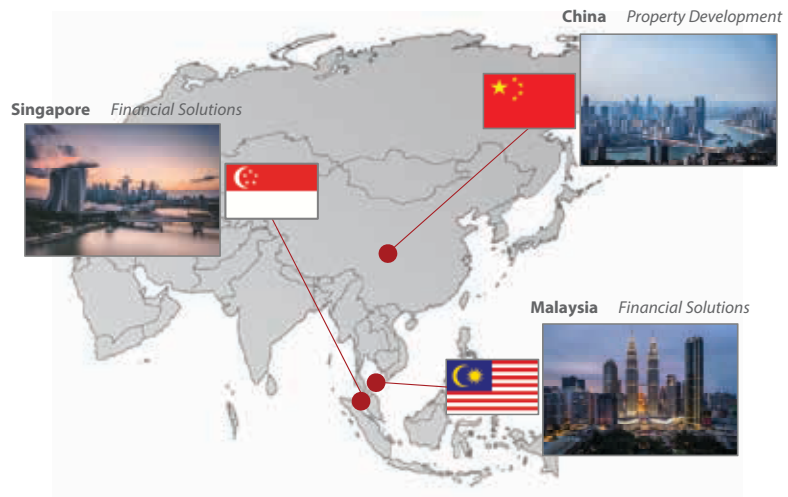 China Property Development
Singapore Financial Solutions
Malaysia Financial Solutions